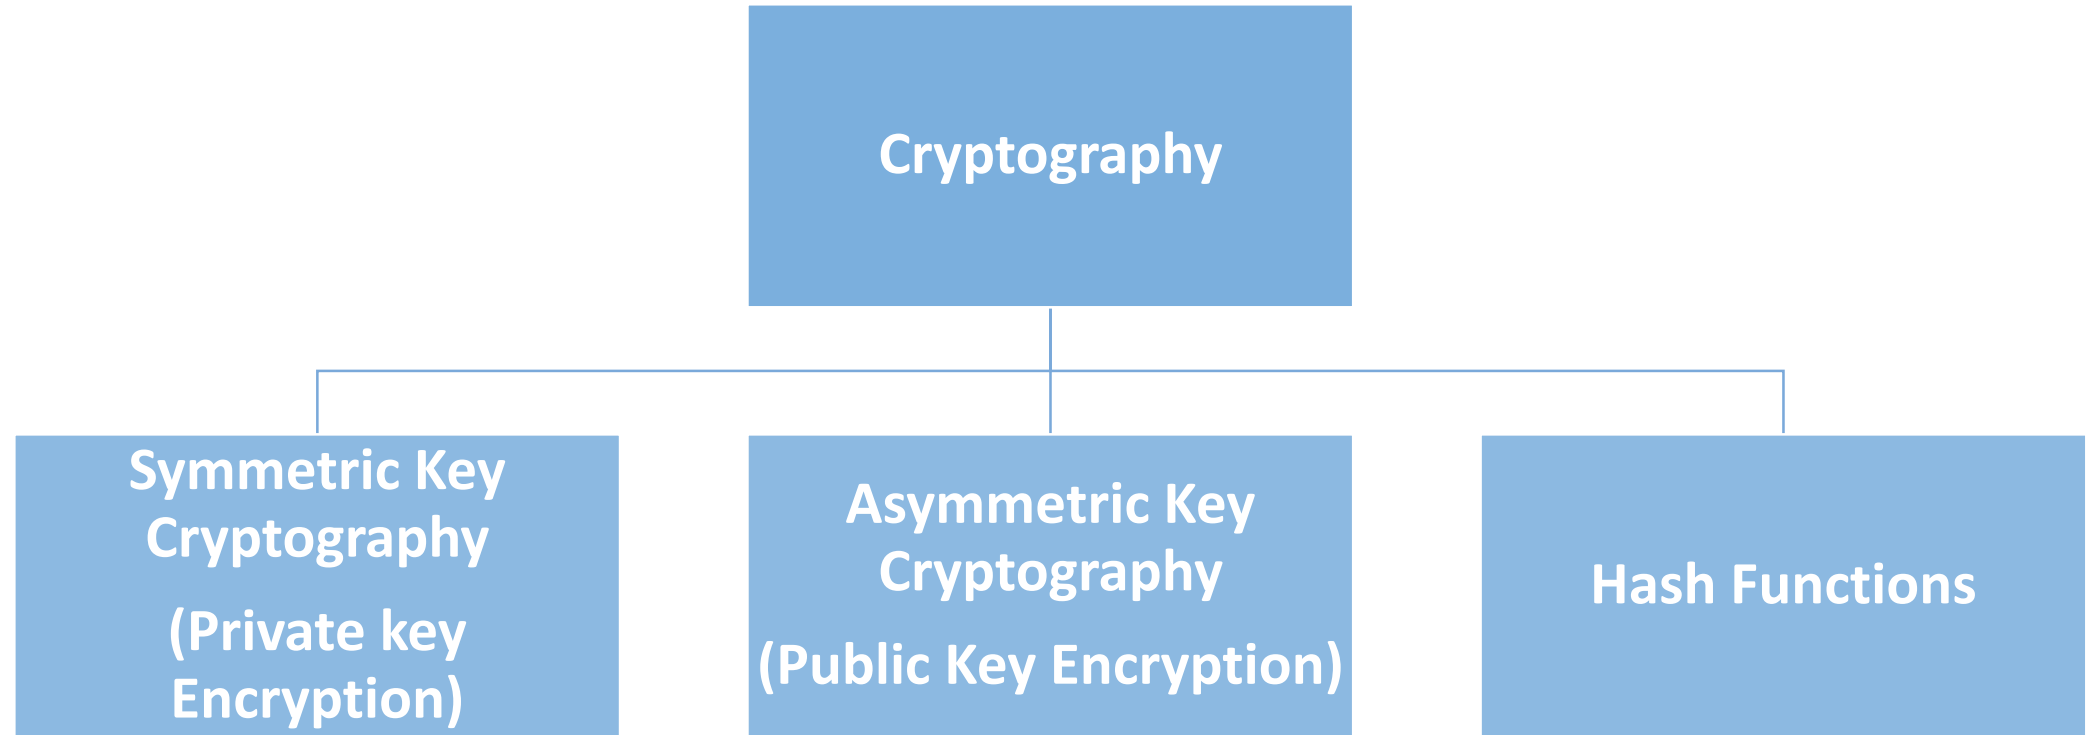 Cryptography
Symmetric Key
Cryptography
(Private key
Encryption)
Asymmetric Key
Cryptography
(Public Key Encryption)
Hash Functions